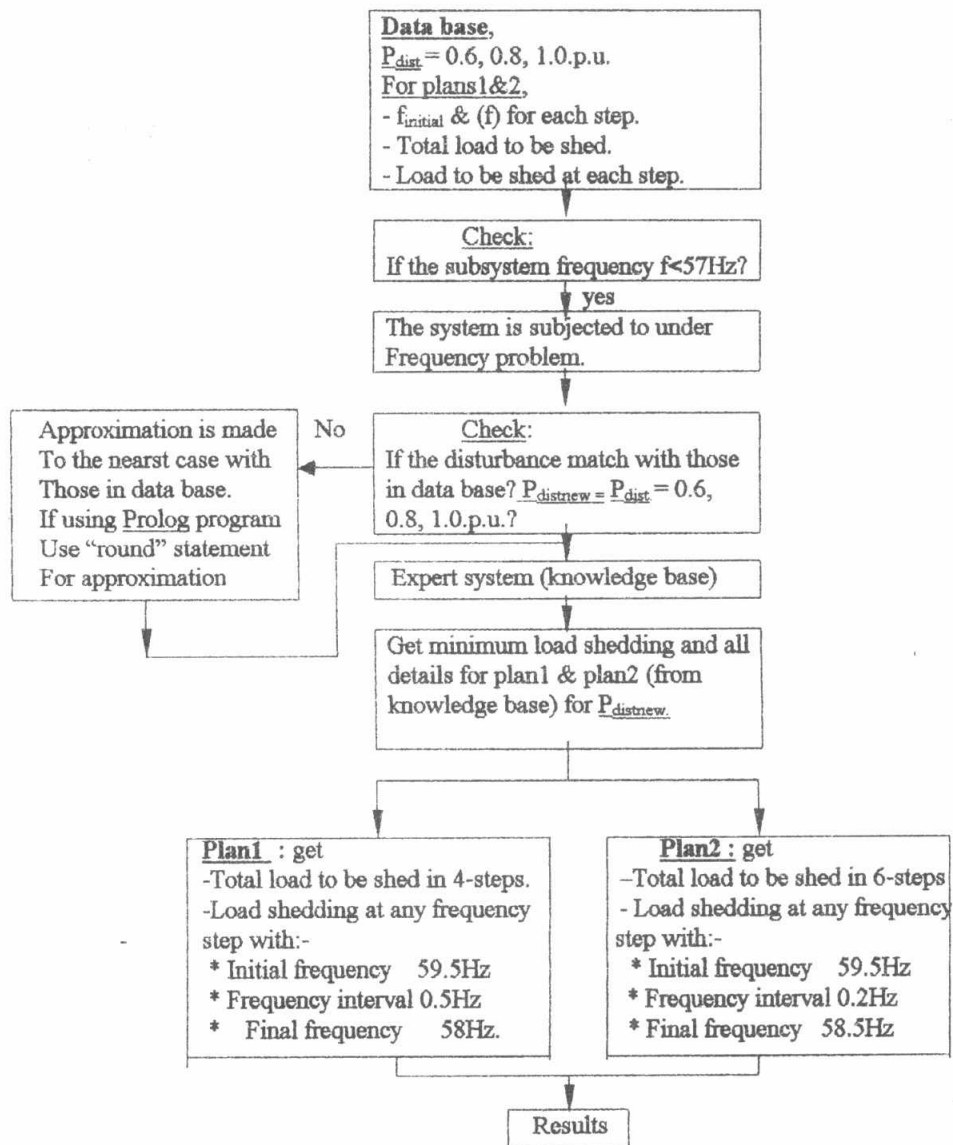 Data base,
Pdist = 0.6, 0.8, 1.0.p.u.
For plans1&2,
- finitial & (f) for each step.
- Total load to be shed.
- Load to be shed at each step.
Check:
If the subsystem frequency f<57Hz?
yes
The system is subjected to under
Frequency problem.
Approximation is made
To the nearst case with
Those in data base.
If using Prolog program
Use “round” statement
For approximation
No
Check:
If the disturbance match with those
in data base? Pdistnew = Pdist = 0.6,
0.8, 1.0.p.u.?
Expert system (knowledge base)
Get minimum load shedding and all
details for plan1 & plan2 (from
knowledge base) for Pdistnew.
Plan1 : get
-Total load to be shed in 4-steps.
-Load shedding at any frequency
step with:-
* Initial frequency 59.5Hz
* Frequency interval 0.5Hz
* Final frequency 58Hz.
Plan2 : get
–Total load to be shed in 6-steps
- Load shedding at any frequency
step with:-
* Initial frequency 59.5Hz
* Frequency interval 0.2Hz
* Final frequency 58.5Hz
Results